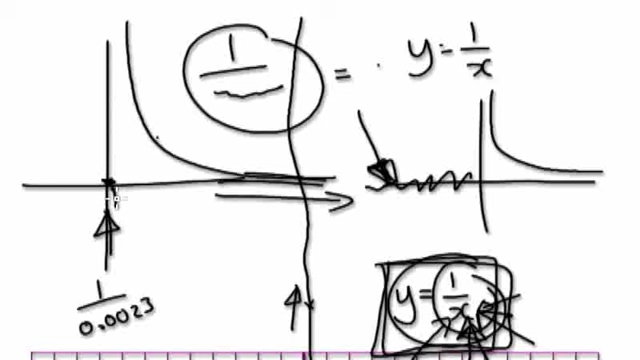 1/~ =
y = 1/x
1/0.0023
y = 1/x